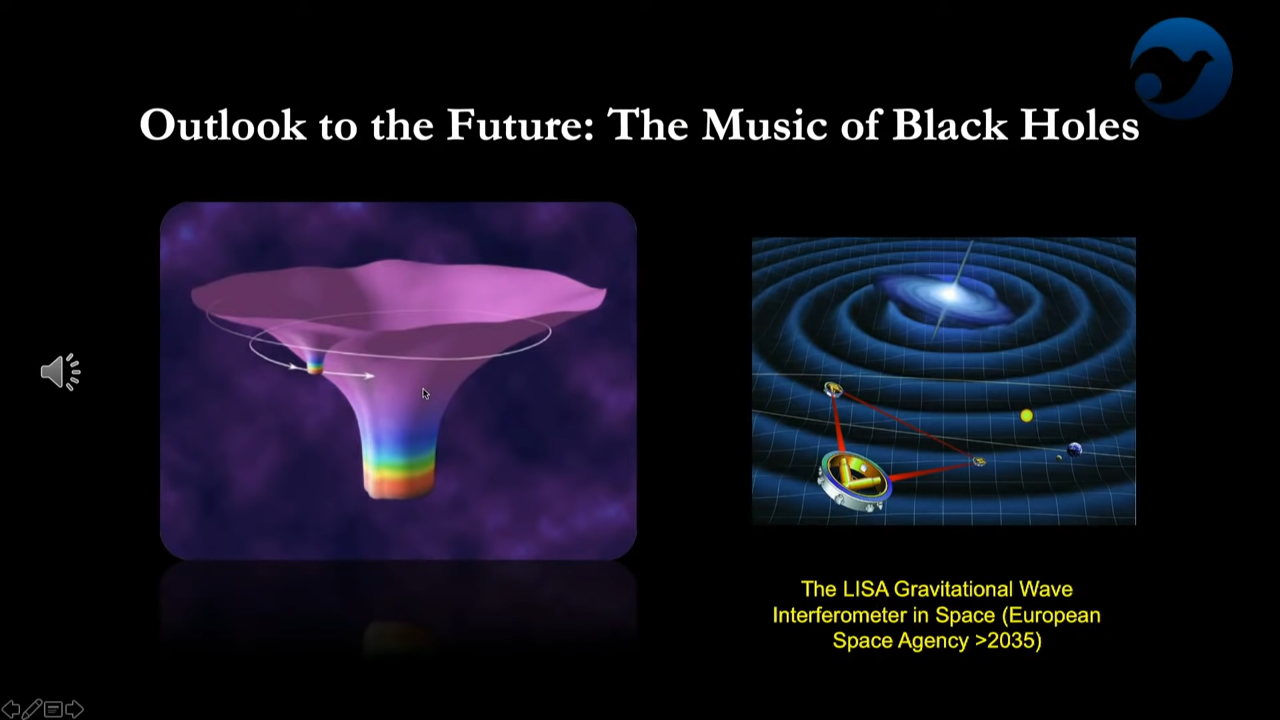 Outlook to the Future: The Music of Black Holes
The LISA Gravitational Wave
Interferometer in Space (European
Space Agency >2035)